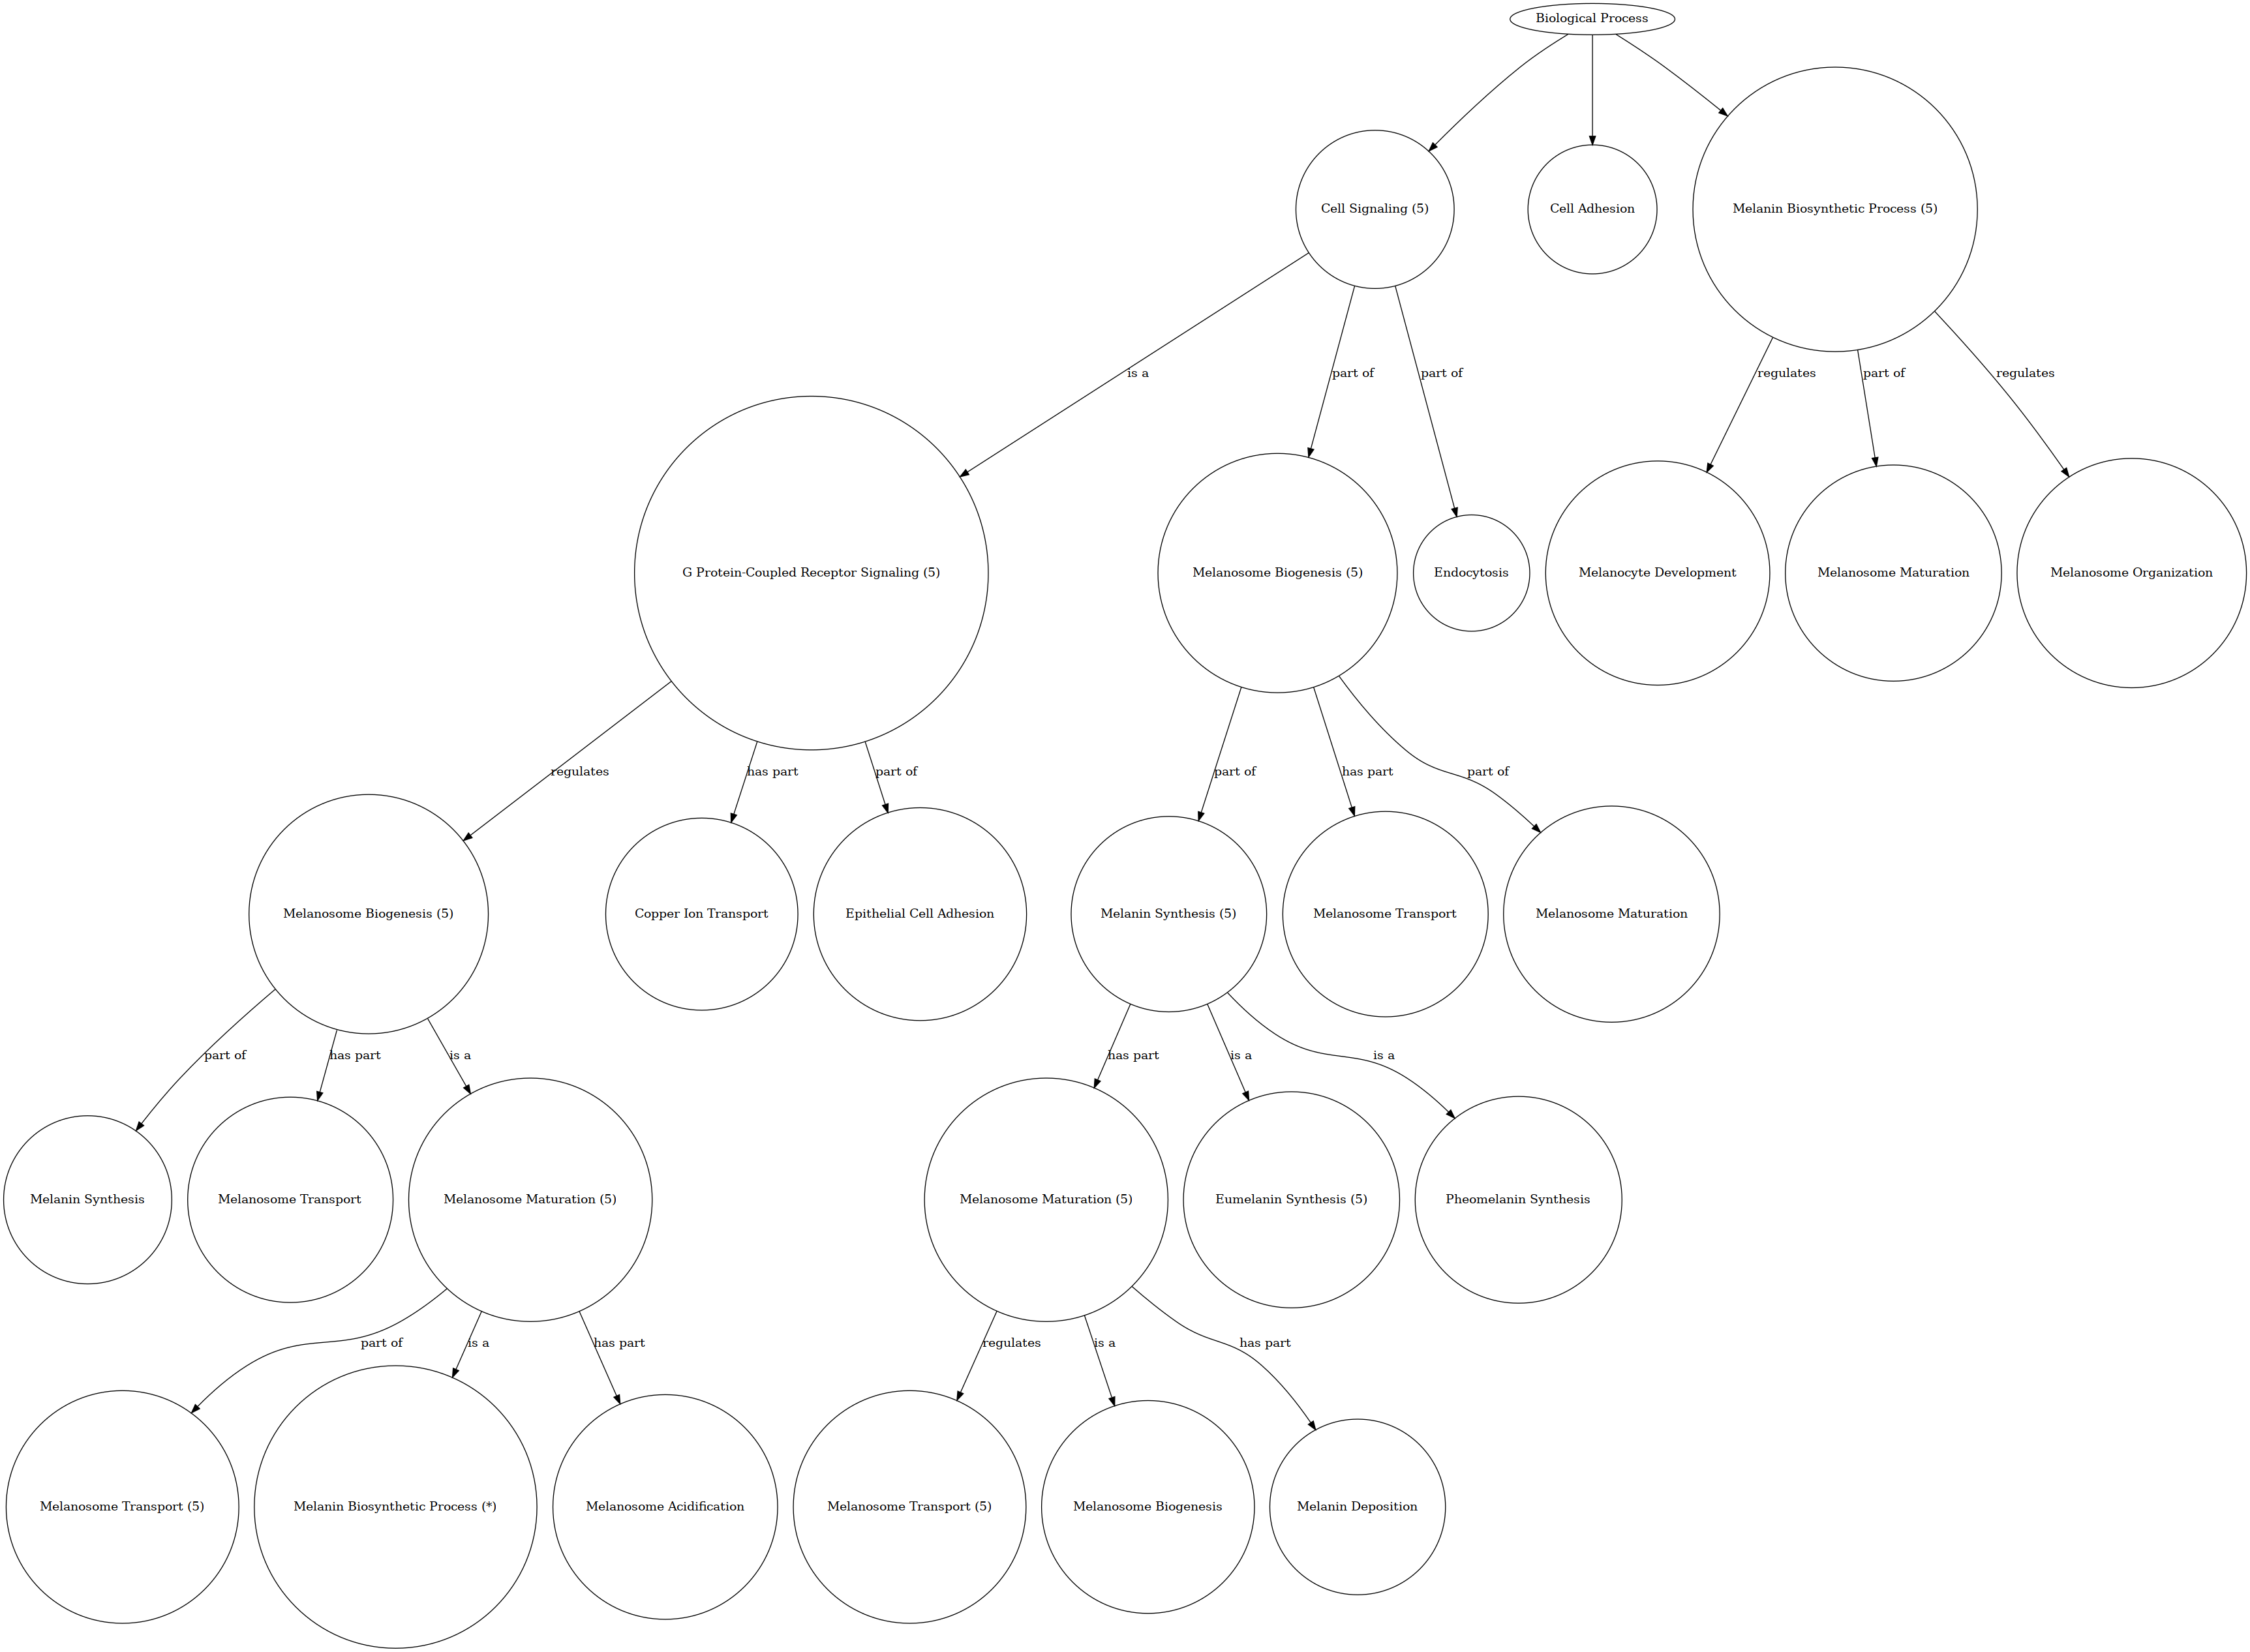 Biological Process
Cell Signaling (5)
Cell Adhesion
Melanin Biosynthetic Process (5)
is a
part of
part of
regulates
part of
regulates
G Protein-Coupled Receptor Signaling (5)
Melanosome Biogenesis (5)
Endocytosis
Melanocyte Development
Melanosome Maturation
Melanosome Organization
regulates
has part
part of
part of
has part
part of
Melanosome Biogenesis (5)
Copper Ion Transport
Epithelial Cell Adhesion
Melanin Synthesis (5)
Melanosome Transport
Melanosome Maturation
part of
has part
is a
has part
is a
is a
Melanin Synthesis
Melanosome Transport
Melanosome Maturation (5)
Melanosome Maturation (5)
Eumelanin Synthesis (5)
Pheomelanin Synthesis
part of
is a
has part
regulates
is a
has part
Melanosome Transport (5)
Melanin Biosynthetic Process (*)
Melanosome Acidification
Melanosome Transport (5)
Melanosome Biogenesis
Melanin Deposition